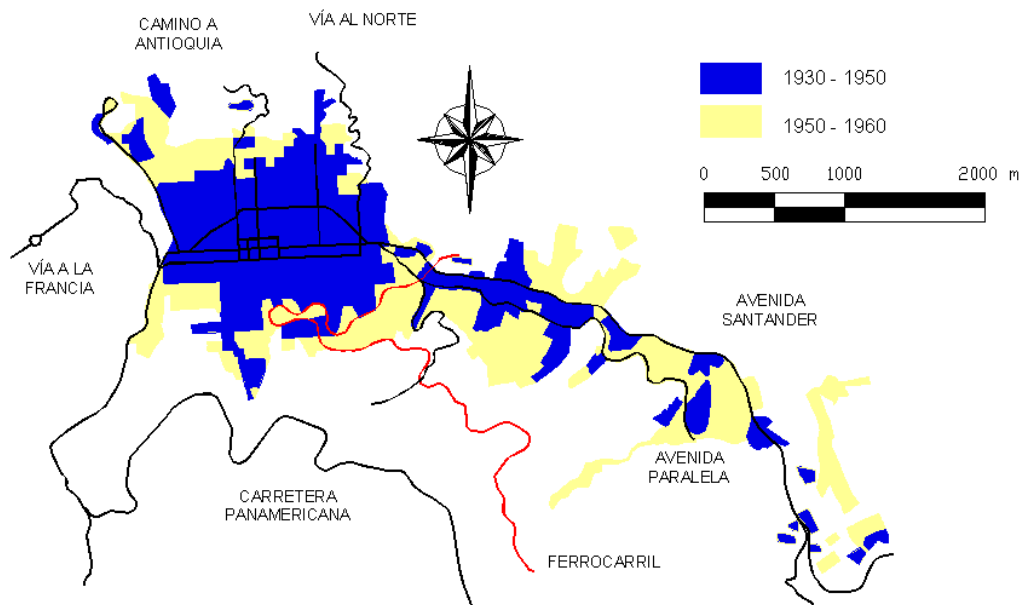 CAMINO A
ANTIOQUIA
VÍA AL NORTE
1930 - 1950
1950 - 1960
0 500 1000 2000 m
VÍA A LA
FRANCIA
AVENIDA
SANTANDER
AVENIDA
PARALELA
CARRETERA
PANAMERICANA
FERROCARRIL